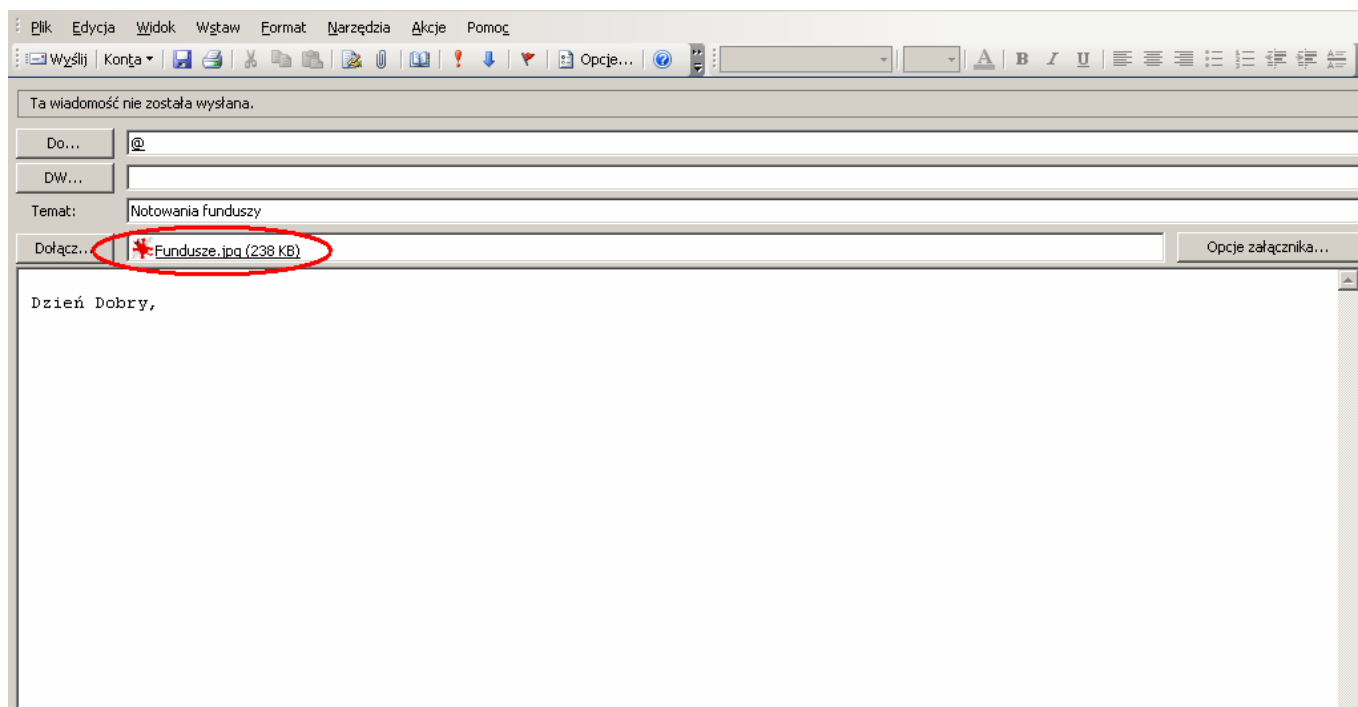 Plik Edycja Widok Wstaw Format Narzędzia Akcje Pomoc
Wyślij Konta Opcje...
Ta wiadomość nie została wysłana.
Do... @
DW...
Temat: Notowania funduszy
Dołącz... Fundusze.jpg (238 KB) Opcje załącznika...
Dzień Dobry,